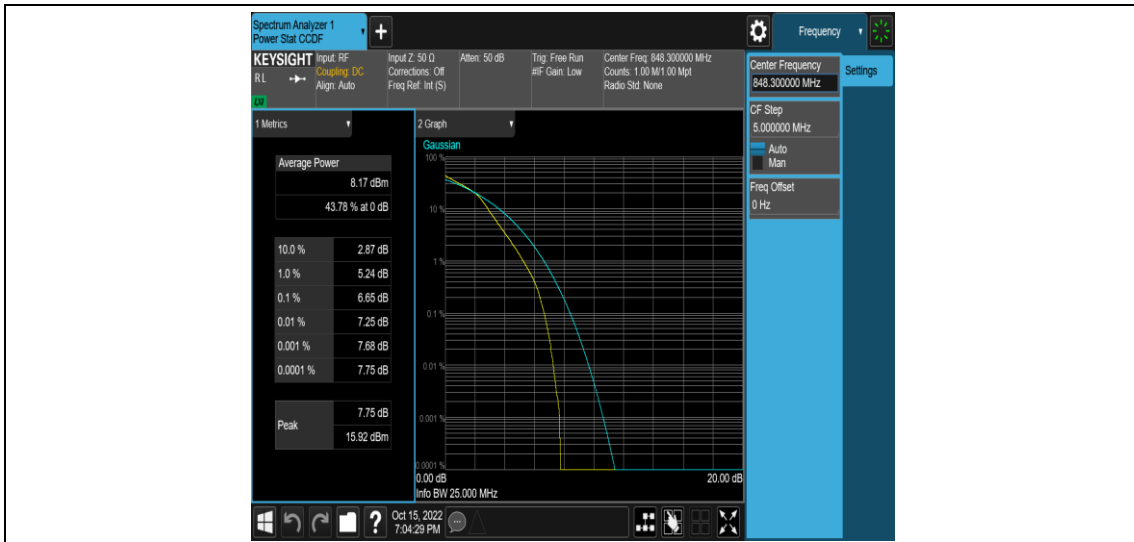 Spectrum Analyzer 1
Power Stat CCDF
Frequency
KEYSIGHT
RL
LXI
Input: RF
Coupling: DC
Align: Auto
Input Z: 50 Ω
Corrections: Off
Freq Ref: Int (S)
Atten: 50 dB
Trig: Free Run
#IF Gain: Low
Center Freq: 848.300000 MHz
Counts: 1.00 M/1.00 Mpt
Radio Std: None
Center Frequency
848.300000 MHz
Settings
CF Step
5.000000 MHz
Auto
Man
Freq Offset
0 Hz
1 Metrics
Average Power
8.17 dBm
43.78 % at 0 dB
10.0 % 2.87 dB
1.0 % 5.24 dB
0.1 % 6.65 dB
0.01 % 7.25 dB
0.001 % 7.68 dB
0.0001 % 7.75 dB
Peak
7.75 dB
15.92 dBm
2 Graph
Gaussian
100 %
10 %
1 %
0.1 %
0.01 %
0.001 %
0.0001 %
0.00 dB 20.00 dB
Info BW 25.000 MHz
?
Oct 15, 2022
7:04:29 PM